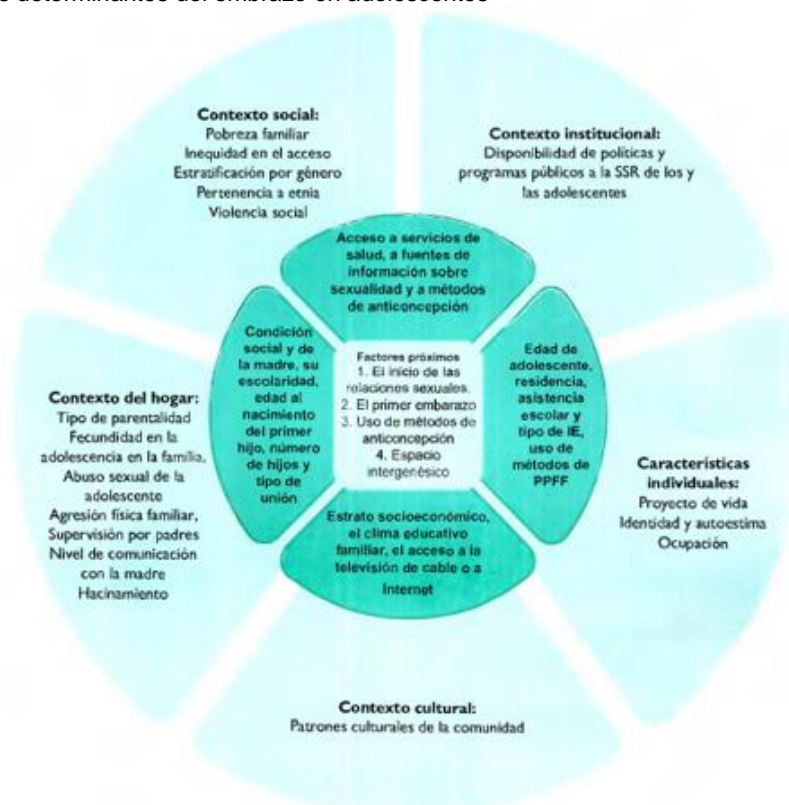 determinantes del embrazo en adolescentes
Contexto social:
Pobreza familiar
Inequidad en el acceso
Estratificación por género
Pertenencia a etnia
Violencia social
Contexto institucional:
Disponibilidad de políticas y
programas públicos a la SSR de los y
las adolescentes
Acceso a servicios de
salud, a fuentes de
información sobre
sexualidad y a métodos
de anticoncepción
Condición
social y de
la madre, su
escolaridad,
edad al
nacimiento
del primer
hijo, número
de hijos y
tipo de
unión
Factores próximos
1. El inicio de las
relaciones sexuales.
2. El primer embarazo
3. Uso de métodos de
anticoncepción
4. Espacio
intergenésico
Edad de
adolescente,
residencia,
asistencia
escolar y
tipo de IE,
uso de
métodos de
PPFF
Contexto del hogar:
Tipo de parentalidad
Fecundidad en la
adolescencia en la familia,
Abuso sexual de la
adolescente
Agresión física familiar,
Supervisión por padres
Nivel de comunicación
con la madre
Hacinamiento
Características
individuales:
Proyecto de vida
Identidad y autoestima
Ocupación
Estrato socioeconómico,
el clima educativo
familiar, el acceso a la
televisión de cable o a
Internet
Contexto cultural:
Patrones culturales de la comunidad